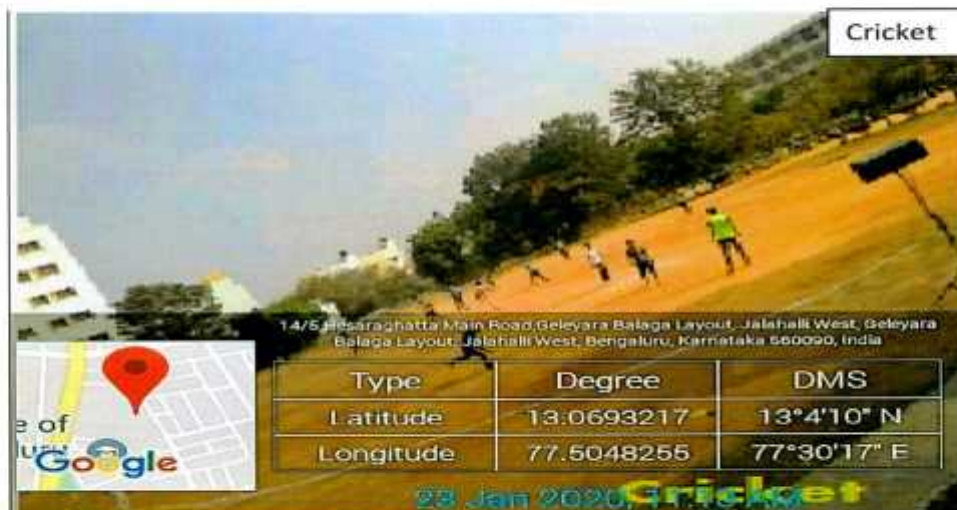 Cricket
14/5,Hesaraghatta Main Road,Geleyara Balaga Layout, Jalahalli West, Geleyara
Balaga Layout, Jalahalli West, Bengaluru, Karnataka 560090, India
Type Degree DMS
Latitude 13.0693217 13°4'10" N
Longitude 77.5048255 77°30'17" E
e of
Google
23 Jan 2020, AM
Cricket